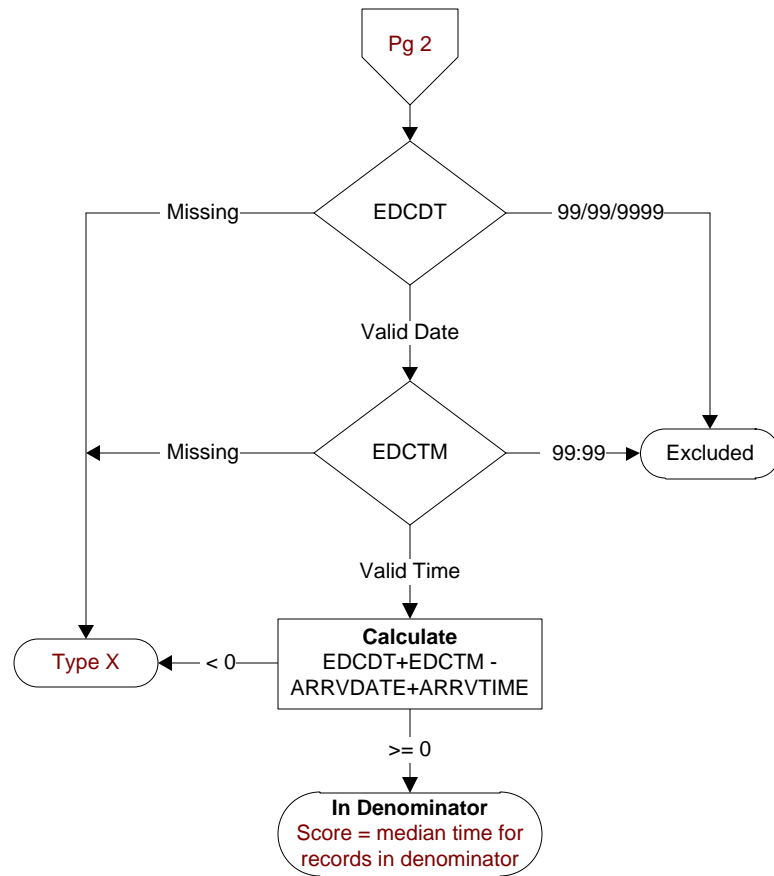 Pg 2
EDCDT
Missing
99/99/9999
Valid Date
EDCTM
Missing
99:99
Excluded
Valid Time
Calculate
EDCDT+EDCTM -
ARRVDATE+ARRVTIME
Type X
< 0
>= 0
In Denominator
Score = median time for
records in denominator